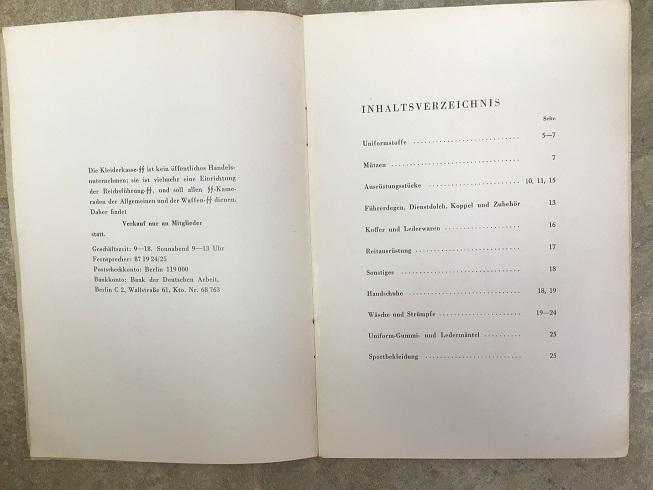 Die Kleiderkasse-ᛋᛋ ist kein öffentliches Handels-
unternehmen; sie ist vielmehr eine Einrichtung
der Reichsführung-ᛋᛋ, und soll allen ᛋᛋ-Kame-
raden der Allgemeinen und der Waffen-ᛋᛋ dienen.
Daher findet
Verkauf nur an Mitglieder
statt.
Geschäftszeit: 9—18. Sonnabend 9—13 Uhr
Fernsprecher: 87 19 24/25
Postscheckkonto: Berlin 119 000
Bankkonto: Bank der Deutschen Arbeit,
Berlin C 2, Wallstraße 61, Kto. Nr. 68 763
INHALTSVERZEICHNIS
Seite
Uniformstoffe 5—7
Mützen 7
Ausrüstungsstücke 10, 11, 15
Führerdegen, Dienstdolch, Koppel und Zubehör 13
Koffer und Lederwaren 16
Reitausrüstung 17
Sonstiges 18
Handschuhe 18, 19
Wäsche und Strümpfe 19—24
Uniform-Gummi- und Ledermäntel 25
Sportbekleidung 25